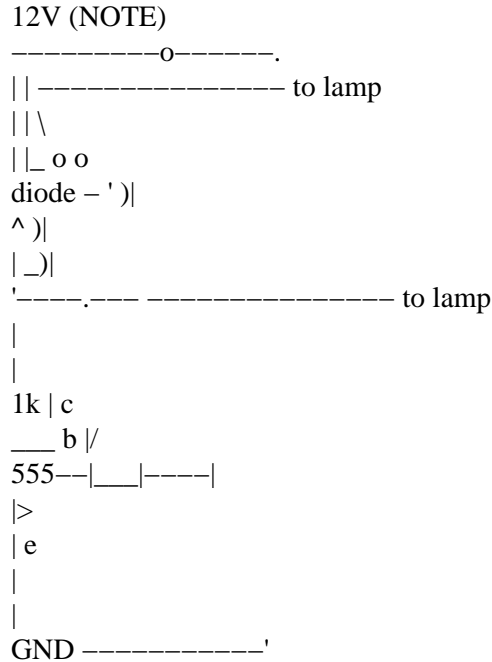 12V (NOTE)
−−−−−−−−−o−−−−−−.
| | −−−−−−−−−−−−−−− to lamp
| | \
| |_ o o
diode − ' )|
^ )|
| _)|
'−−−−.−−− −−−−−−−−−−−−−−− to lamp
|
|
1k | c
___ b |/
555−−|___|−−−−|
|>
| e
|
|
GND −−−−−−−−−−−'